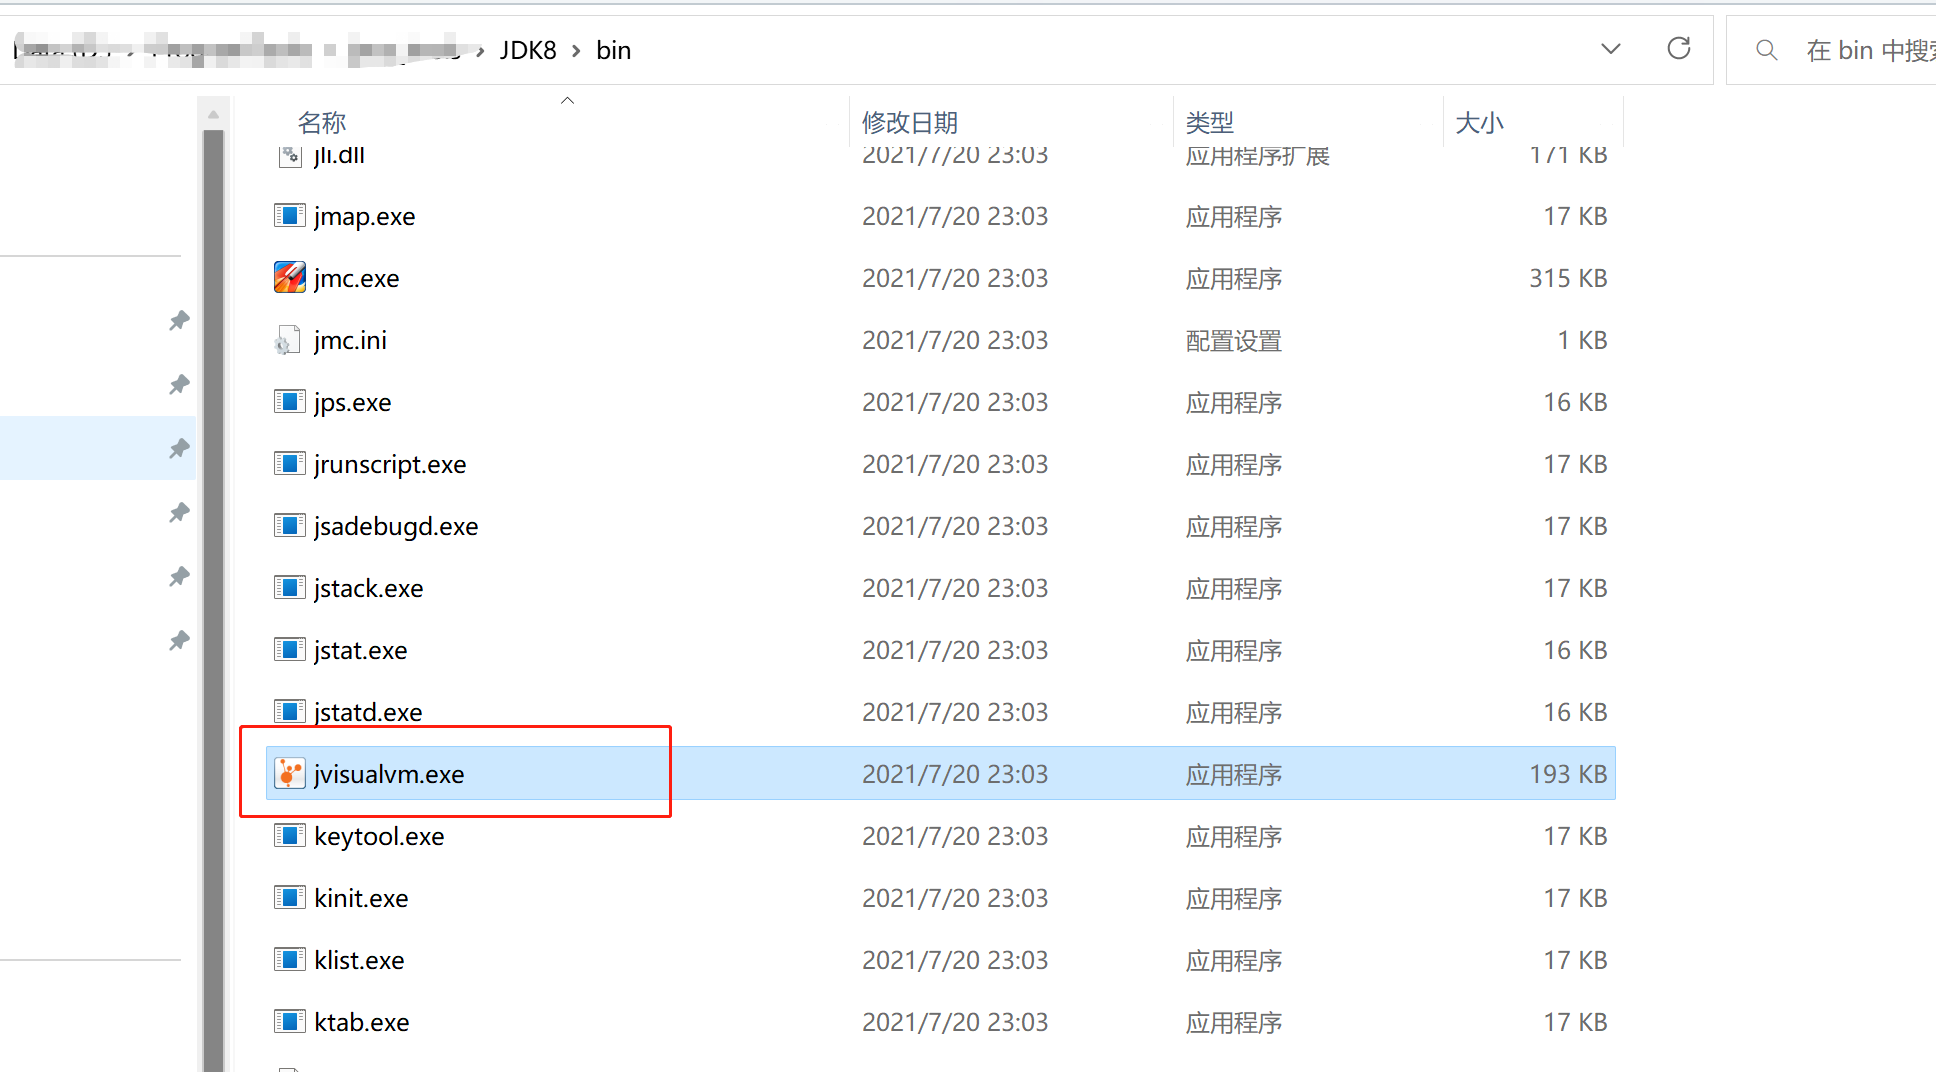 JDK8 › bin
在 bin 中搜
名称 修改日期 类型 大小
jli.dll 2021/7/20 23:03 应用程序扩展 171 KB
jmap.exe 2021/7/20 23:03 应用程序 17 KB
jmc.exe 2021/7/20 23:03 应用程序 315 KB
jmc.ini 2021/7/20 23:03 配置设置 1 KB
jps.exe 2021/7/20 23:03 应用程序 16 KB
jrunscript.exe 2021/7/20 23:03 应用程序 17 KB
jsadebugd.exe 2021/7/20 23:03 应用程序 17 KB
jstack.exe 2021/7/20 23:03 应用程序 17 KB
jstat.exe 2021/7/20 23:03 应用程序 16 KB
jstatd.exe 2021/7/20 23:03 应用程序 16 KB
jvisualvm.exe 2021/7/20 23:03 应用程序 193 KB
keytool.exe 2021/7/20 23:03 应用程序 17 KB
kinit.exe 2021/7/20 23:03 应用程序 17 KB
klist.exe 2021/7/20 23:03 应用程序 17 KB
ktab.exe 2021/7/20 23:03 应用程序 17 KB